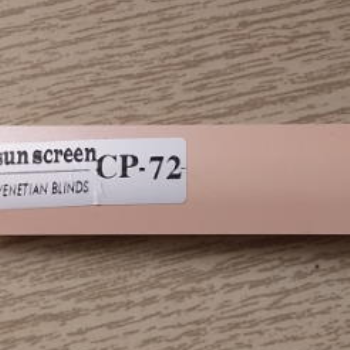 sun screen
CP-72
VENETIAN BLINDS